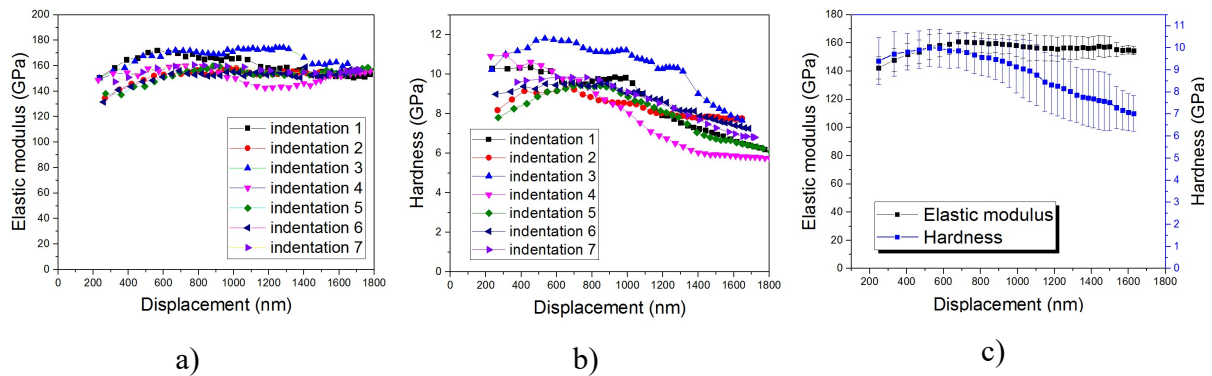 200
180
160
140
120
100
80
60
40
20
0
Elastic modulus (GPa)
indentation 1
indentation 2
indentation 3
indentation 4
indentation 5
indentation 6
indentation 7
0 200 400 600 800 1000 1200 1400 1600 1800
Displacement (nm)
a)
12
10
8
6
4
2
0
Hardness (GPa)
indentation 1
indentation 2
indentation 3
indentation 4
indentation 5
indentation 6
indentation 7
0 200 400 600 800 1000 1200 1400 1600 1800
Displacement (nm)
b)
180
160
140
120
100
80
60
40
20
0
Elastic modulus (GPa)
Elastic modulus
Hardness
11
10
9
8
7
6
5
4
3
2
1
0
Hardness (GPa)
200 400 600 800 1000 1200 1400 1600 1800
Displacement (nm)
c)